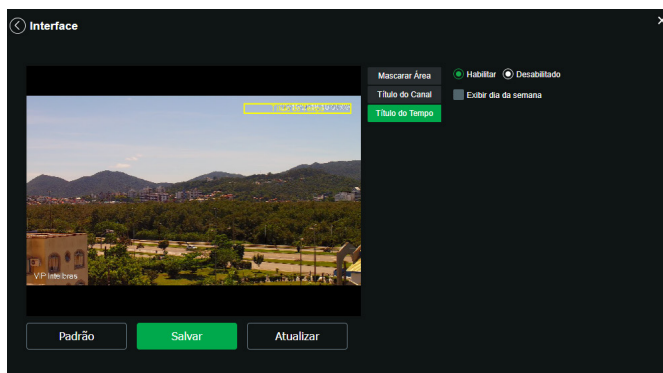 Interface
Mascarar Área
Habilitar
Desabilitado
Título do Canal
Exibir dia da semana
Título do Tempo
VIP Intelbras
Padrão
Salvar
Atualizar